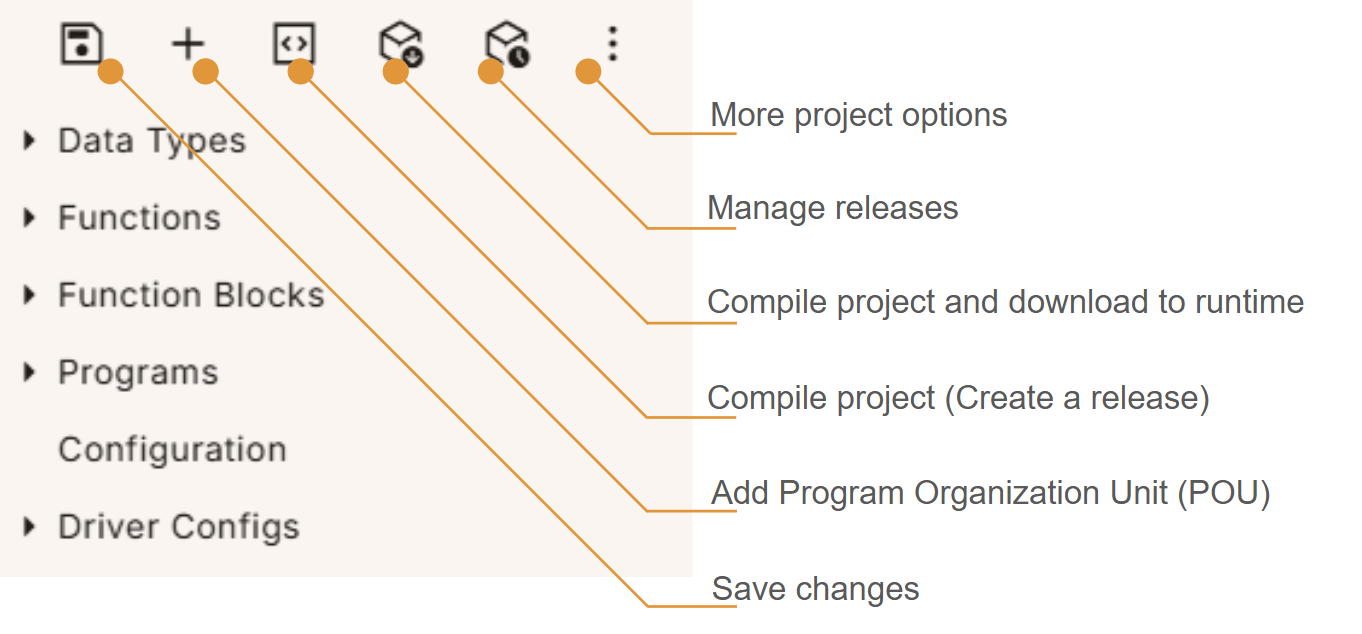 Data Types
Functions
Function Blocks
Programs
Configuration
Driver Configs
More project options
Manage releases
Compile project and download to runtime
Compile project (Create a release)
Add Program Organization Unit (POU)
Save changes